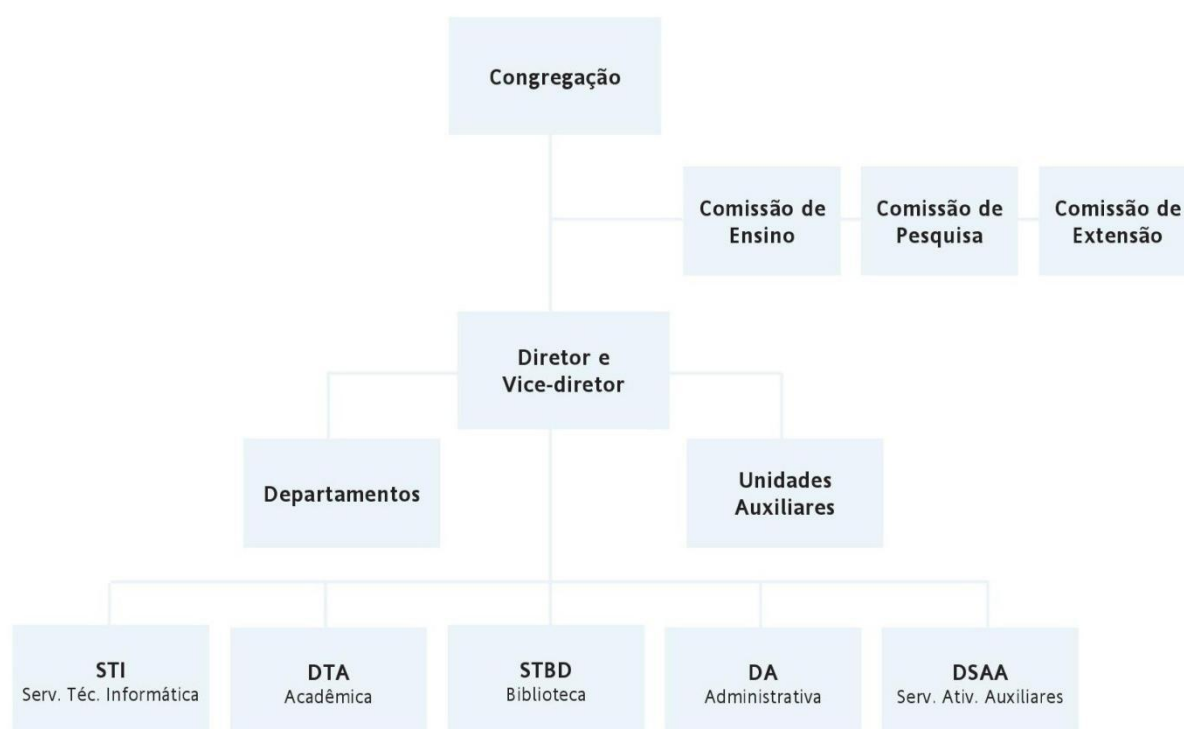 Congregação
Comissão de
Ensino
Comissão de
Pesquisa
Comissão de
Extensão
Diretor e
Vice-diretor
Departamentos
Unidades
Auxiliares
STI
Serv. Téc. Informática
DTA
Acadêmica
STBD
Biblioteca
DA
Administrativa
DSAA
Serv. Ativ. Auxiliares